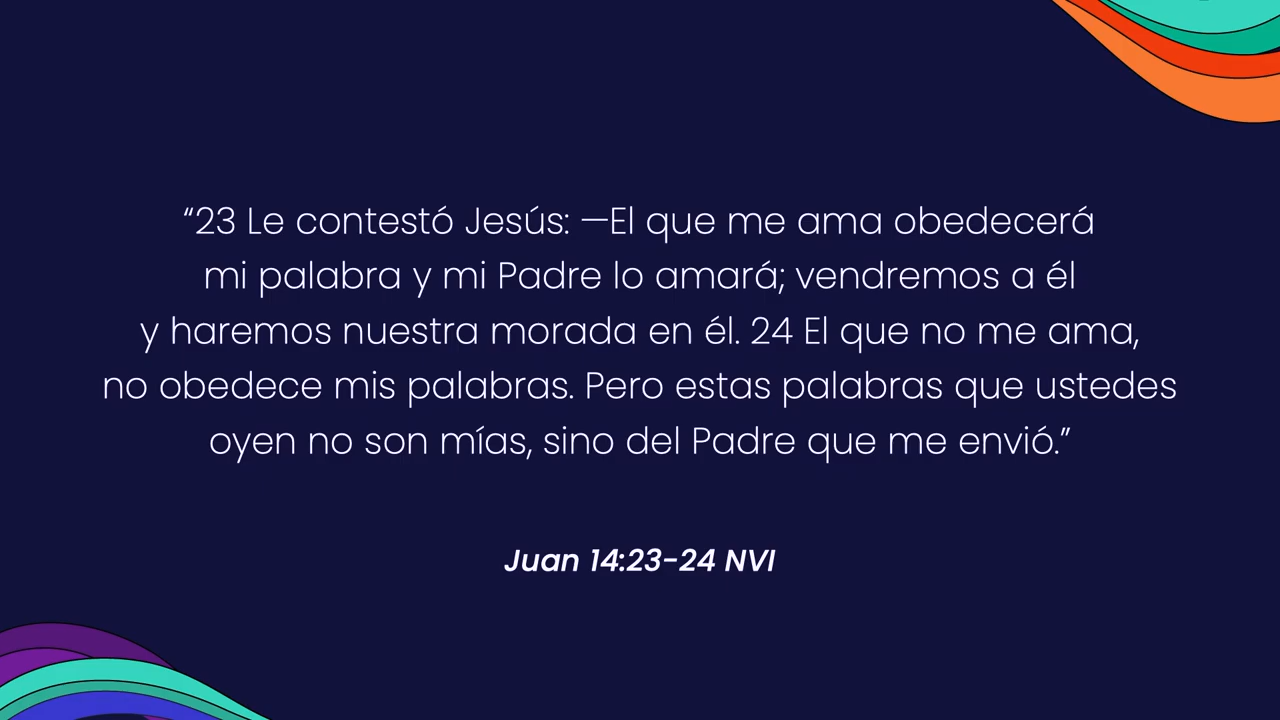 “23 Le contestó Jesús: —El que me ama obedecerá
mi palabra y mi Padre lo amará; vendremos a él
y haremos nuestra morada en él. 24 El que no me ama,
no obedece mis palabras. Pero estas palabras que ustedes
oyen no son mías, sino del Padre que me envió.”
Juan 14:23-24 NVI